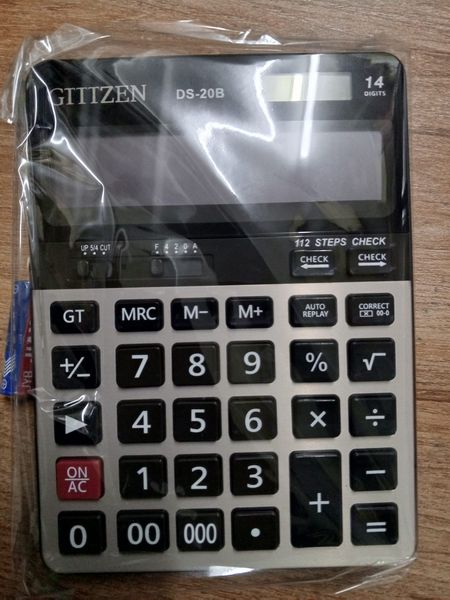 GTTTZEN DS-20B 14
DIGITS
UP 5/4 CUT F 4 2 0 A 112 STEPS CHECK
CHECK CHECK
GT MRC M− M+ AUTO REPLAY CORRECT 00→0
+/− 7 8 9 % √
▶ 4 5 6 × ÷
ON/AC 1 2 3 + −
0 00 000 • =